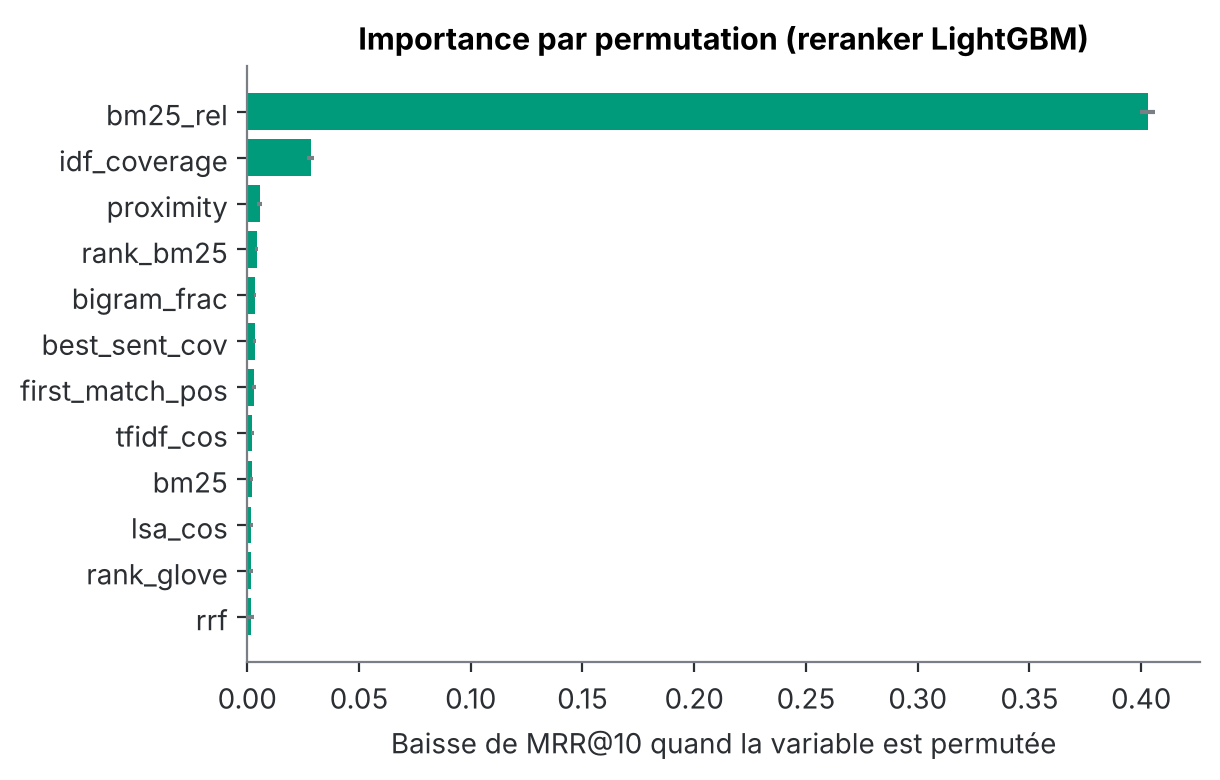 Importance par permutation (reranker LightGBM)
bm25_rel
idf_coverage
proximity
rank_bm25
bigram_frac
best_sent_cov
first_match_pos
tfidf_cos
bm25
lsa_cos
rank_glove
rrf
0.00 0.05 0.10 0.15 0.20 0.25 0.30 0.35 0.40
Baisse de MRR@10 quand la variable est permutée